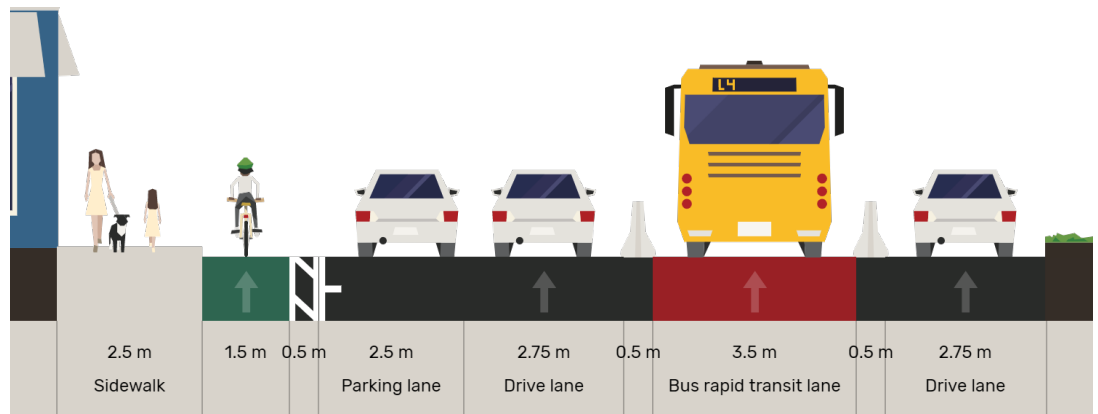 L4
2.5 m 1.5 m 0.5 m 2.5 m 2.75 m 0.5 m 3.5 m 0.5 m 2.75 m
Sidewalk Parking lane Drive lane Bus rapid transit lane Drive lane